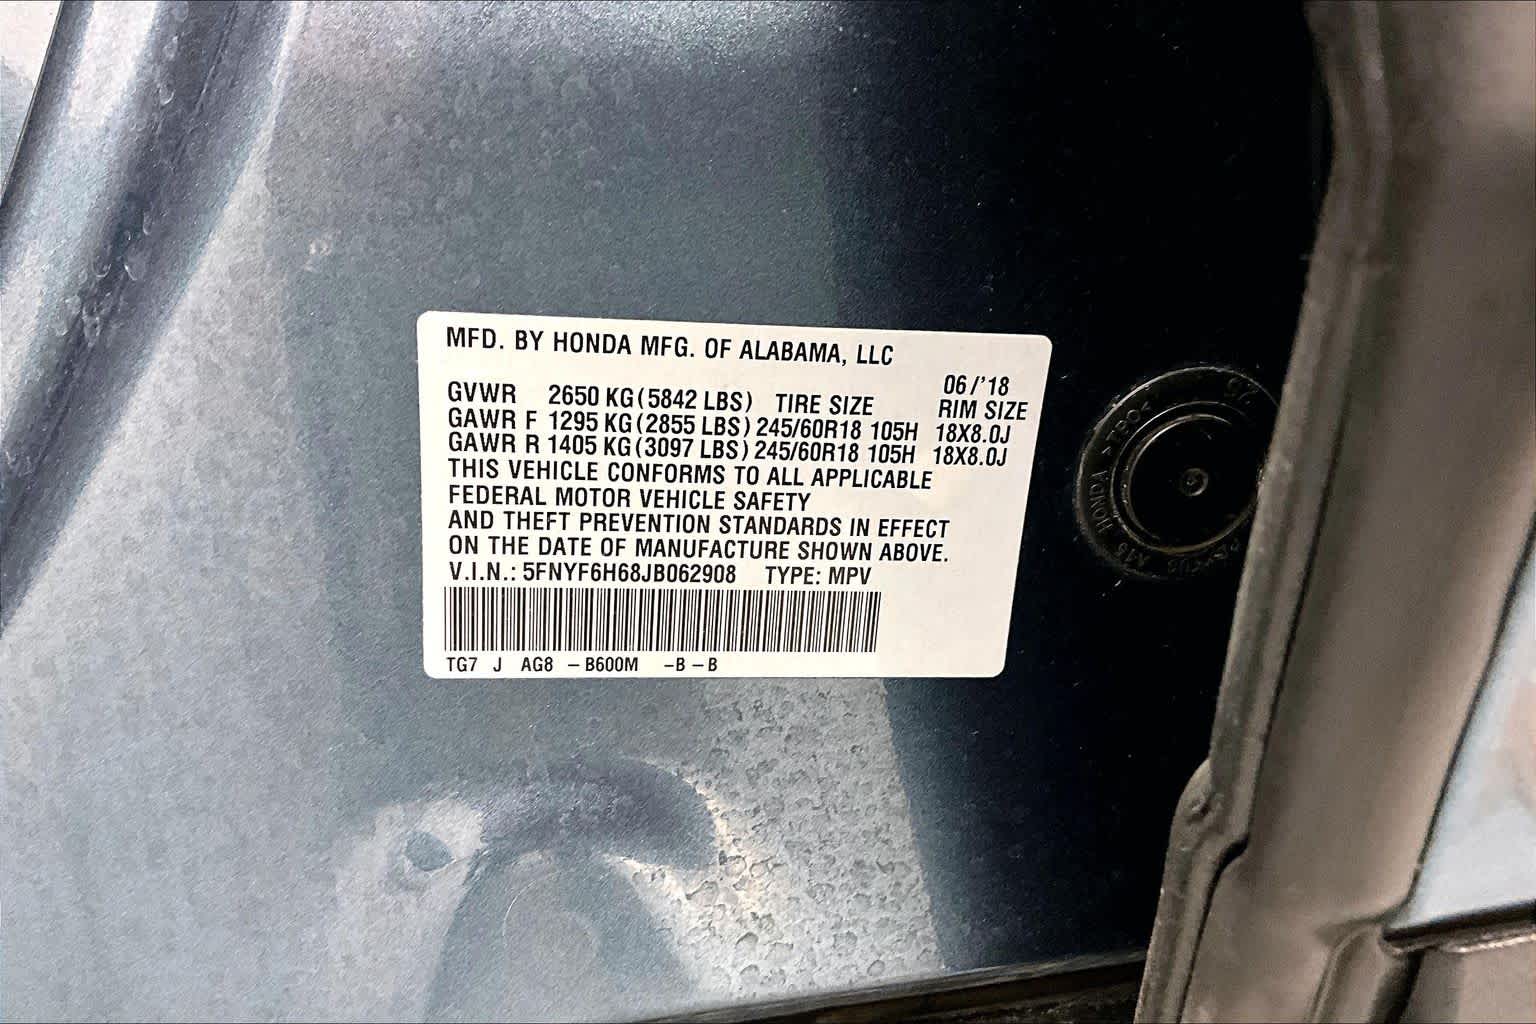 MFD. BY HONDA MFG. OF ALABAMA, LLC
06/'18
GVWR 2650 KG(5842 LBS) TIRE SIZE RIM SIZE
GAWR F 1295 KG(2855 LBS) 245/60R18 105H 18X8.0J
GAWR R 1405 KG(3097 LBS) 245/60R18 105H 18X8.0J
THIS VEHICLE CONFORMS TO ALL APPLICABLE
FEDERAL MOTOR VEHICLE SAFETY
AND THEFT PREVENTION STANDARDS IN EFFECT
ON THE DATE OF MANUFACTURE SHOWN ABOVE.
V.I.N.: 5FNYF6H68JB062908 TYPE: MPV
TG7 J AG8 -B600M -B -B
HONDA >TEO<